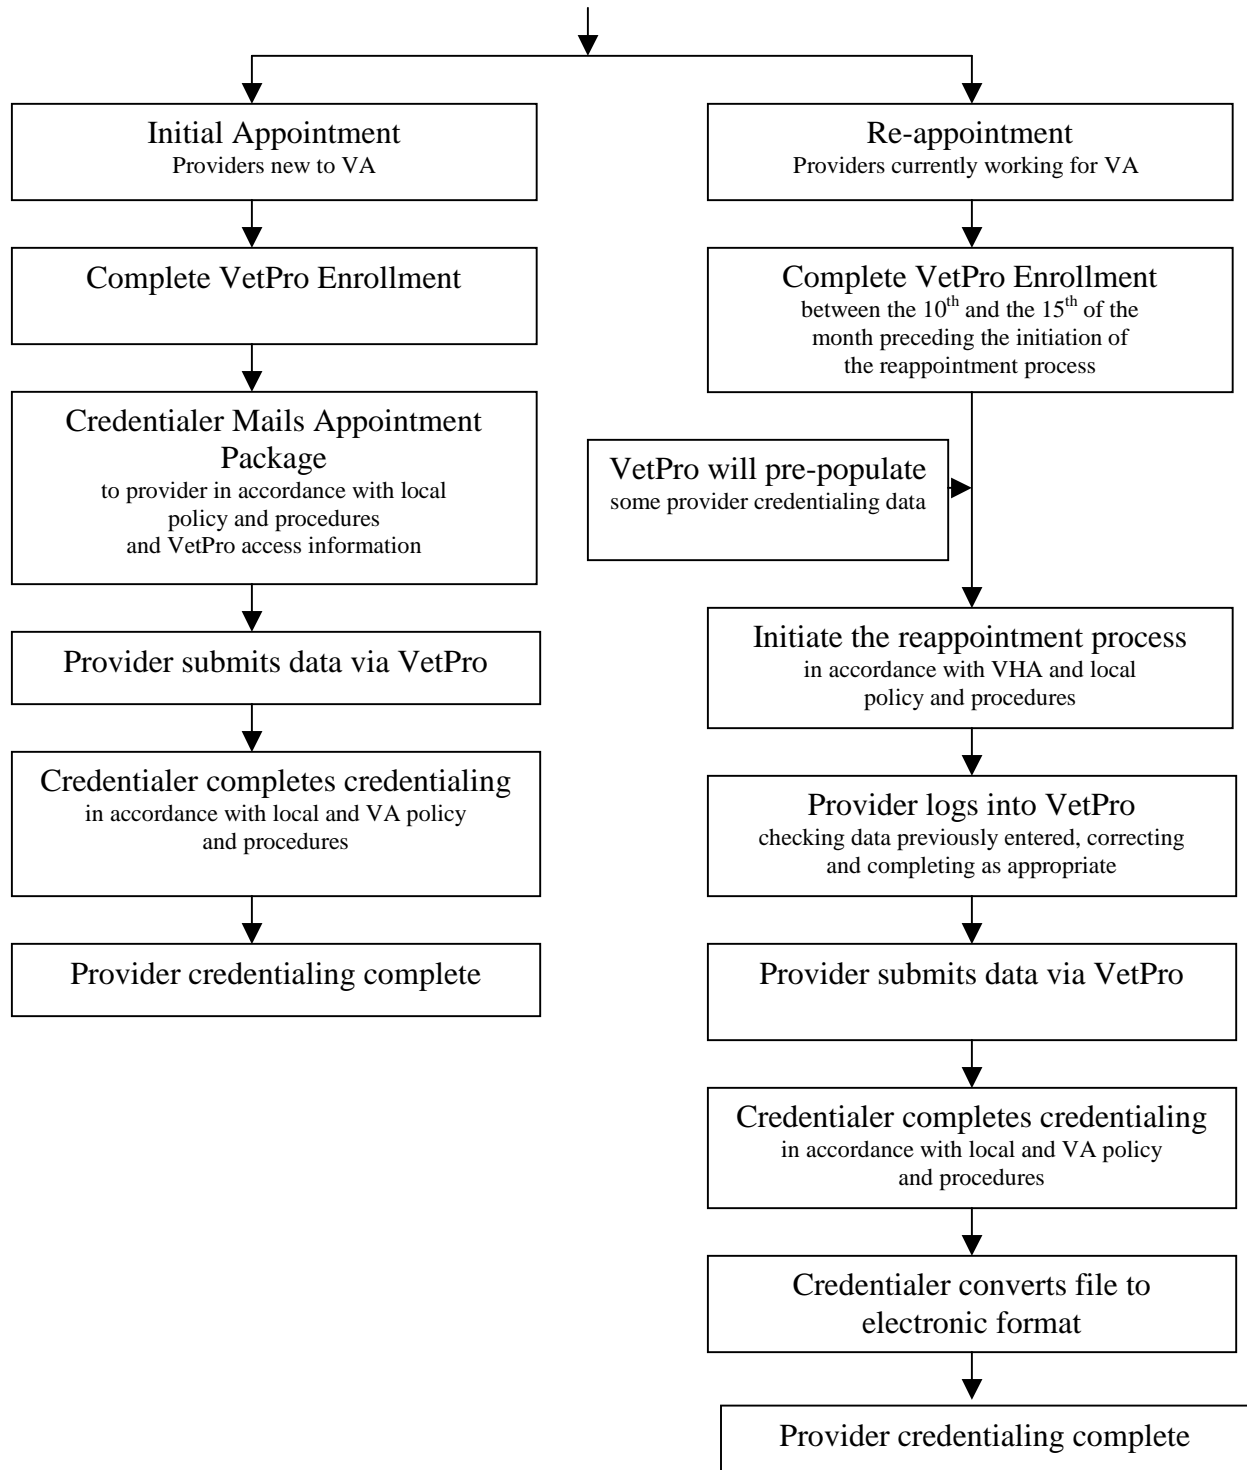 Initial Appointment
Providers new to VA
Complete VetPro Enrollment
Credentialer Mails Appointment
Package
to provider in accordance with local
policy and procedures
and VetPro access information
Provider submits data via VetPro
Credentialer completes credentialing
in accordance with local and VA policy
and procedures
Provider credentialing complete
Re-appointment
Providers currently working for VA
Complete VetPro Enrollment
between the 10th and the 15th of the
month preceding the initiation of
the reappointment process
VetPro will pre-populate
some provider credentialing data
Initiate the reappointment process
in accordance with VHA and local
policy and procedures
Provider logs into VetPro
checking data previously entered, correcting
and completing as appropriate
Provider submits data via VetPro
Credentialer completes credentialing
in accordance with local and VA policy
and procedures
Credentialer converts file to
electronic format
Provider credentialing complete